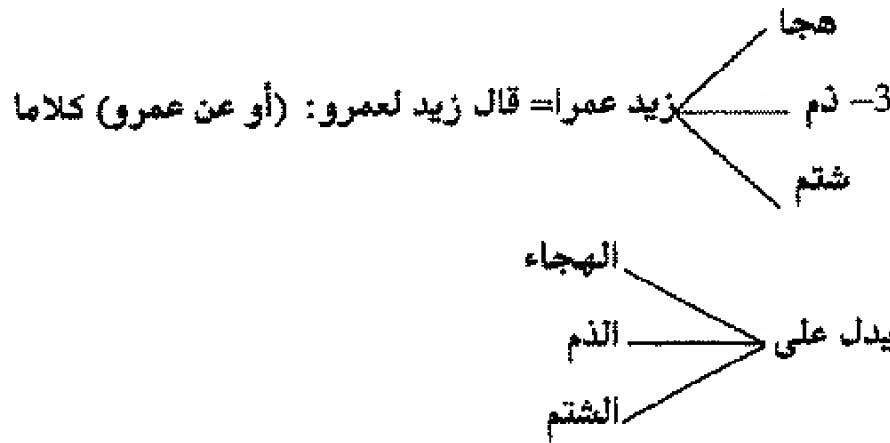 هجا
3– ذم زيد عمرا= قال زيد لعمرو: (أو عن عمرو) كلاما
شتم
الهجاء
يدل على الذم
الشتم